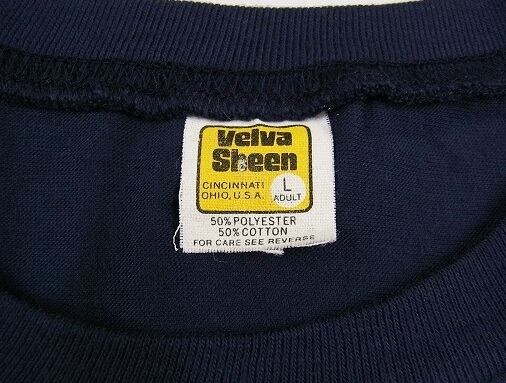 Velva
Sheen
CINCINNATI
OHIO, U.S.A.
L
ADULT
50% POLYESTER
50% COTTON
FOR CARE SEE REVERSE